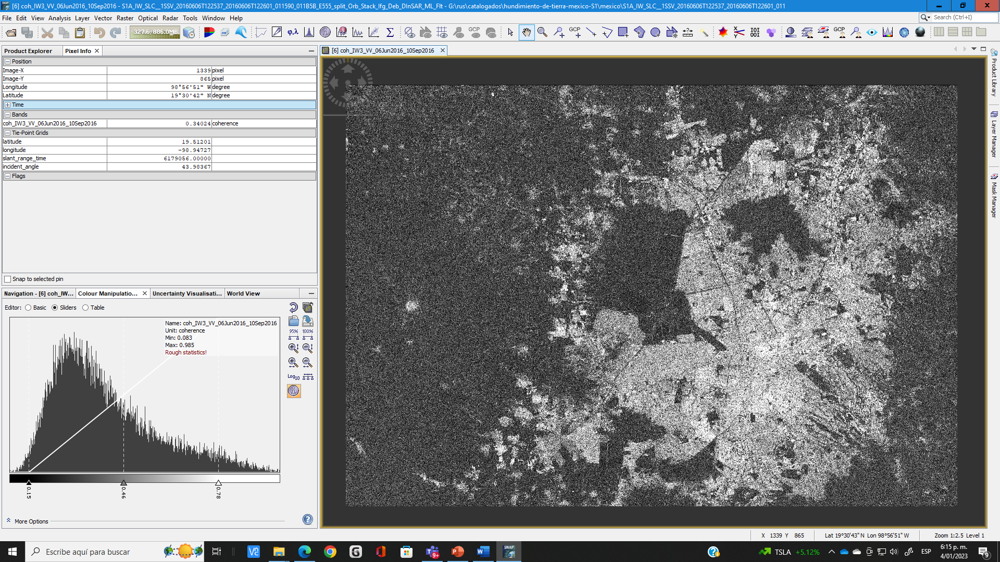 [6] coh_IW3_VV_06Jun2016_10Sep2016 - S1A_IW_SLC__1SSV_20160606T122537_20160606T122601_011590_011B5B_E555_split_Orb_Stack_Ifg_Deb_DInSAR_ML_Flt - G:\rus\catalogados\hundimiento-de-tierra-mexico-S1\mexico\S1A_IW_SLC__1SSV_20160606T122537_20160606T122601_011
File Edit View Analysis Layer Vector Raster Optical Radar Tools Window Help
Search (Ctrl+I)
327.6/886.0MB
φ,λ
Σ
GCP
GCP
GCP
Product Explorer
Pixel Info
[6] coh_IW3_VV_06Jun2016_10Sep2016
Position
Image-X 1339 pixel
Image-Y 865 pixel
Longitude 98°56'51" W degree
Latitude 19°30'42" N degree
Time
Bands
coh_IW3_VV_06Jun2016_10Sep2016 0.34024 coherence
Tie-Point Grids
latitude 19.51201
longitude -98.94727
slant_range_time 6179056.00000
incident_angle 43.98367
Flags
Snap to selected pin
Product Library
Layer Manager
Mask Manager
Navigation - [6] coh_IW...
Colour Manipulatio...
Uncertainty Visualisati...
World View
Editor: Basic Sliders Table
Name: coh_IW3_VV_06Jun2016_10Sep2016
Unit: coherence
Min: 0.083
Max: 0.985
Rough statistics!
95% 100%
Log10
0.15 0.46 0.78
More Options
X 1339 Y 865
Lat 19°30'43" N Lon 98°56'51" W
Zoom 1:2.5 Level 1
Escribe aquí para buscar
9+
SNAP
TSLA +5,12%
ESP
6:15 p. m.
4/01/2023
9